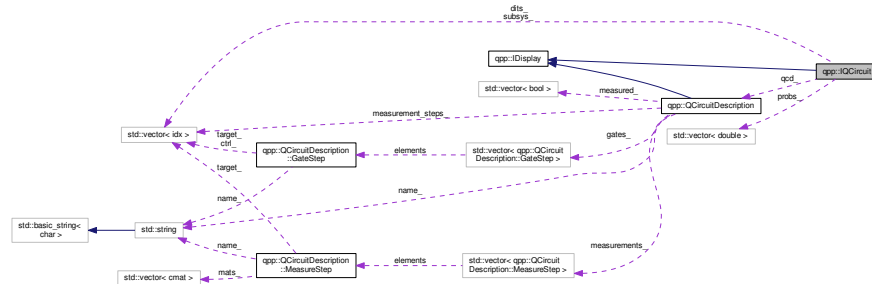 dits_
subsys_
qpp::IDisplay
qpp::IQCircuit
qcd_
std::vector< bool >
measured_
probs_
qpp::QCircuitDescription
measurement_steps_
std::vector< idx >
target_
ctrl_
gates_
std::vector< double >
qpp::QCircuitDescription
::GateStep
elements
std::vector< qpp::QCircuit
Description::GateStep >
target_
name_
name_
std::basic_string<
char >
std::string
name_
measurements_
qpp::QCircuitDescription
::MeasureStep
elements
std::vector< qpp::QCircuit
Description::MeasureStep >
std::vector< cmat >
mats_